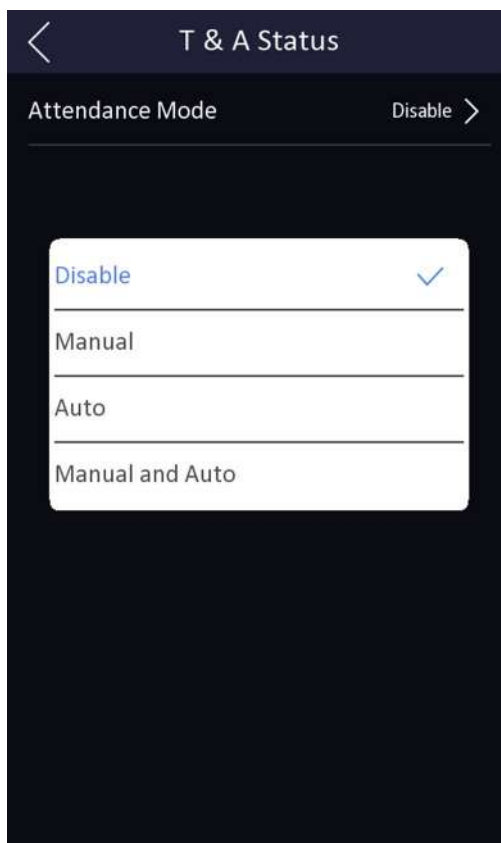 T & A Status
Attendance Mode Disable
Disable
Manual
Auto
Manual and Auto